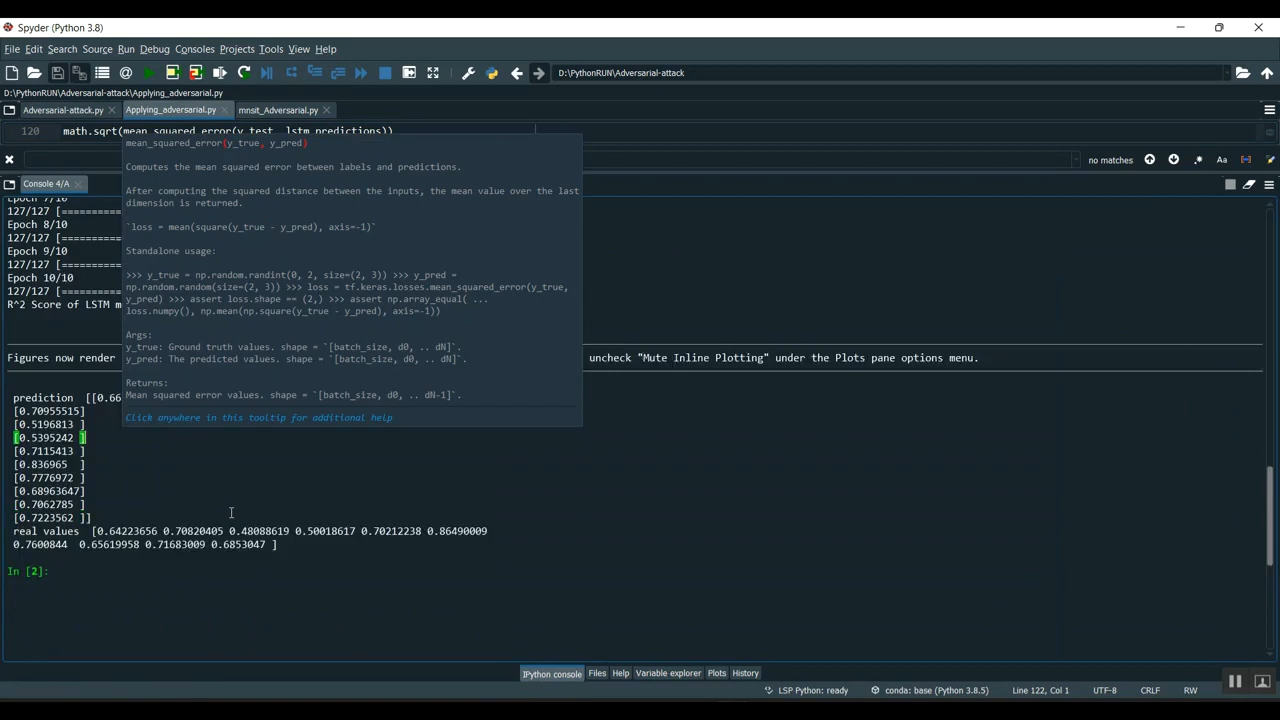 Spyder (Python 3.8)
File Edit Search Source Run Debug Consoles Projects Tools View Help
D:\PythonRUN\Adversarial-attack
D:\PythonRUN\Adversarial-attack\Applying_adversarial.py
Adversarial-attack.py Applying_adversarial.py mnsit_Adversarial.py
120 math.sqrt(mean_squared_error(y_test, lstm_predictions))
mean_squared_error(y_true, y_pred)
no matches Aa
Computes the mean squared error between labels and predictions.
Console 4/A
After computing the squared distance between the inputs, the mean value over the last
dimension is returned.
`loss = mean(square(y_true - y_pred), axis=-1)`
Standalone usage:
>>> y_true = np.random.randint(0, 2, size=(2, 3)) >>> y_pred =
np.random.random(size=(2, 3)) >>> loss = tf.keras.losses.mean_squared_error(y_true,
y_pred) >>> assert loss.shape == (2,) >>> assert np.array_equal( ...
loss.numpy(), np.mean(np.square(y_true - y_pred), axis=-1))
Args:
y_true: Ground truth values. shape = `[batch_size, d0, .. dN]`.
y_pred: The predicted values. shape = `[batch_size, d0, .. dN]`.
Returns:
Mean squared error values. shape = `[batch_size, d0, .. dN-1]`.
Click anywhere in this tooltip for additional help
Epoch 7/10
127/127 [===========
Epoch 8/10
127/127 [===========
Epoch 9/10
127/127 [===========
Epoch 10/10
127/127 [===========
R^2 Score of LSTM m
Figures now render uncheck "Mute Inline Plotting" under the Plots pane options menu.
prediction [[0.66
[0.70955515]
[0.5196813 ]
[0.5395242 ]
[0.7115413 ]
[0.836965 ]
[0.7776972 ]
[0.68963647]
[0.7062785 ]
[0.7223562 ]]
real values [0.64223656 0.70820405 0.48088619 0.50018617 0.70212238 0.86490009
0.7600844 0.65619958 0.71683009 0.6853047 ]
In [2]:
IPython console Files Help Variable explorer Plots History
LSP Python: ready conda: base (Python 3.8.5) Line 122, Col 1 UTF-8 CRLF RW